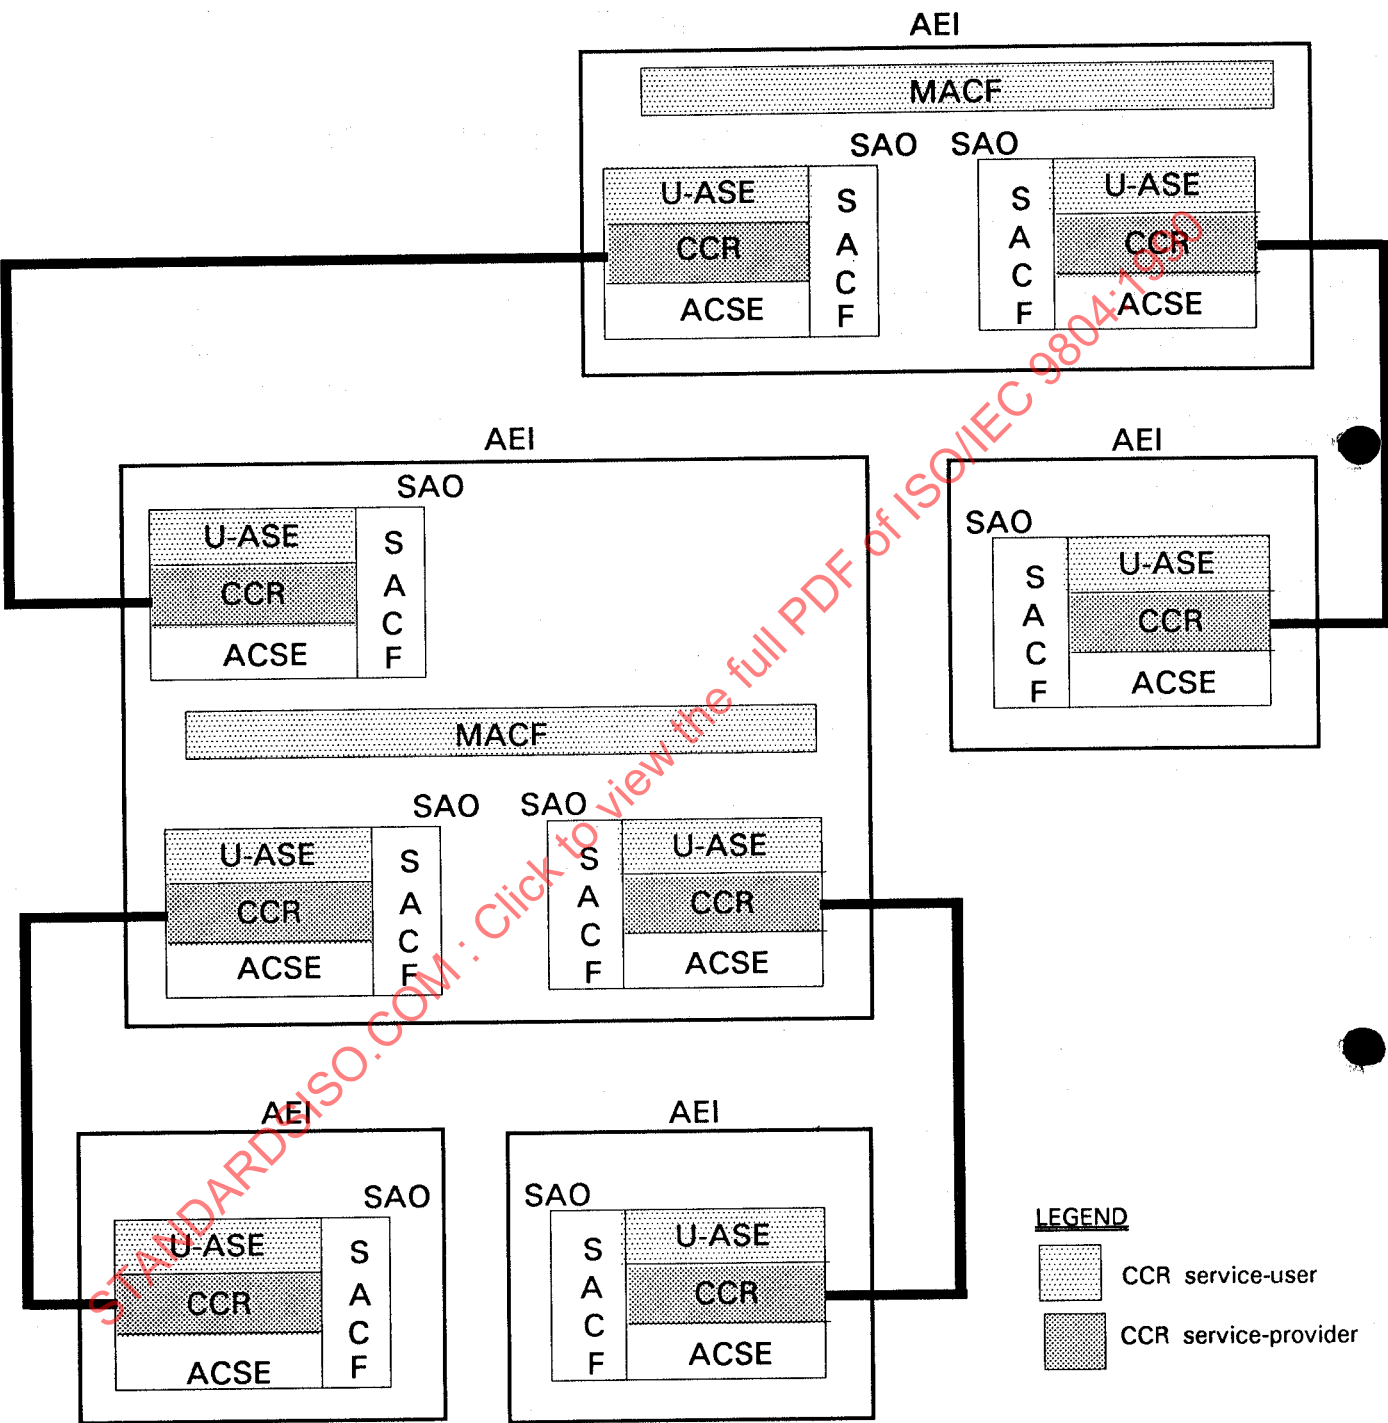 AEI
MACF
SAO SAO
U-ASE
CCR
ACSE
S
A
C
F
S
A
C
F
U-ASE
CCR
ACSE
AEI
SAO
U-ASE
CCR
ACSE
S
A
C
F
MACF
SAO SAO
U-ASE
CCR
ACSE
S
A
C
F
S
A
C
F
U-ASE
CCR
ACSE
AEI
SAO
S
A
C
F
U-ASE
CCR
ACSE
AEI
SAO
U-ASE
CCR
ACSE
S
A
C
F
AEI
SAO
S
A
C
F
U-ASE
CCR
ACSE
LEGEND
CCR service-user
CCR service-provider
STANDARDSISO.COM : Click to view the full PDF of ISO/IEC 9804:1990